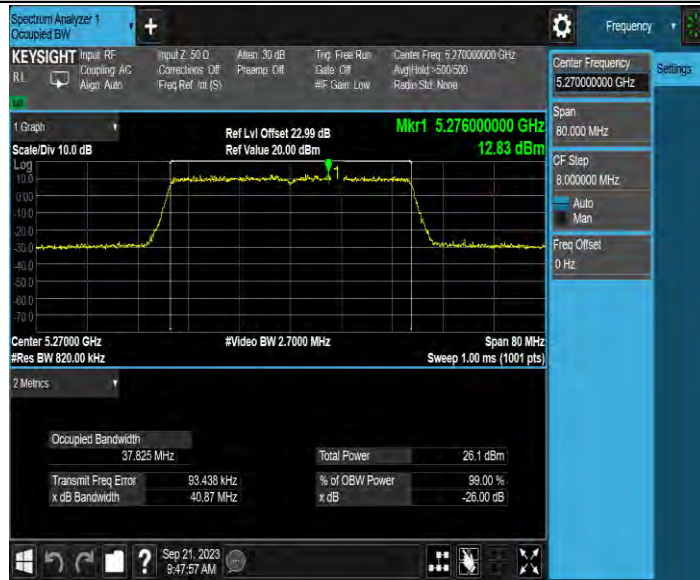 Spectrum Analyzer 1
Occupied BW
+
Frequency
KEYSIGHT
RL
Input: RF
Coupling: AC
Align: Auto
Input Z: 50 Ω
Corrections: Off
Freq Ref: Int (S)
Atten: 30 dB
Preamp: Off
Trig: Free Run
Gate: Off
#IF Gain: Low
Center Freq: 5.270000000 GHz
Avg|Hold:>500/500
Radio Std: None
Center Frequency
5.270000000 GHz
Settings
Span
80.000 MHz
CF Step
8.000000 MHz
Auto
Man
Freq Offset
0 Hz
1 Graph
Scale/Div 10.0 dB
Ref Lvl Offset 22.99 dB
Ref Value 20.00 dBm
Mkr1 5.276000000 GHz
12.83 dBm
Log
10.0
0.00
-10.0
-20.0
-30.0
-40.0
-50.0
-60.0
-70.0
1
Center 5.27000 GHz
#Res BW 820.00 kHz
#Video BW 2.7000 MHz
Span 80 MHz
Sweep 1.00 ms (1001 pts)
2 Metrics
Occupied Bandwidth
37.825 MHz
Total Power 26.1 dBm
Transmit Freq Error 93.438 kHz
% of OBW Power 99.00 %
x dB Bandwidth 40.87 MHz
x dB -26.00 dB
?
Sep 21, 2023
9:47:57 AM